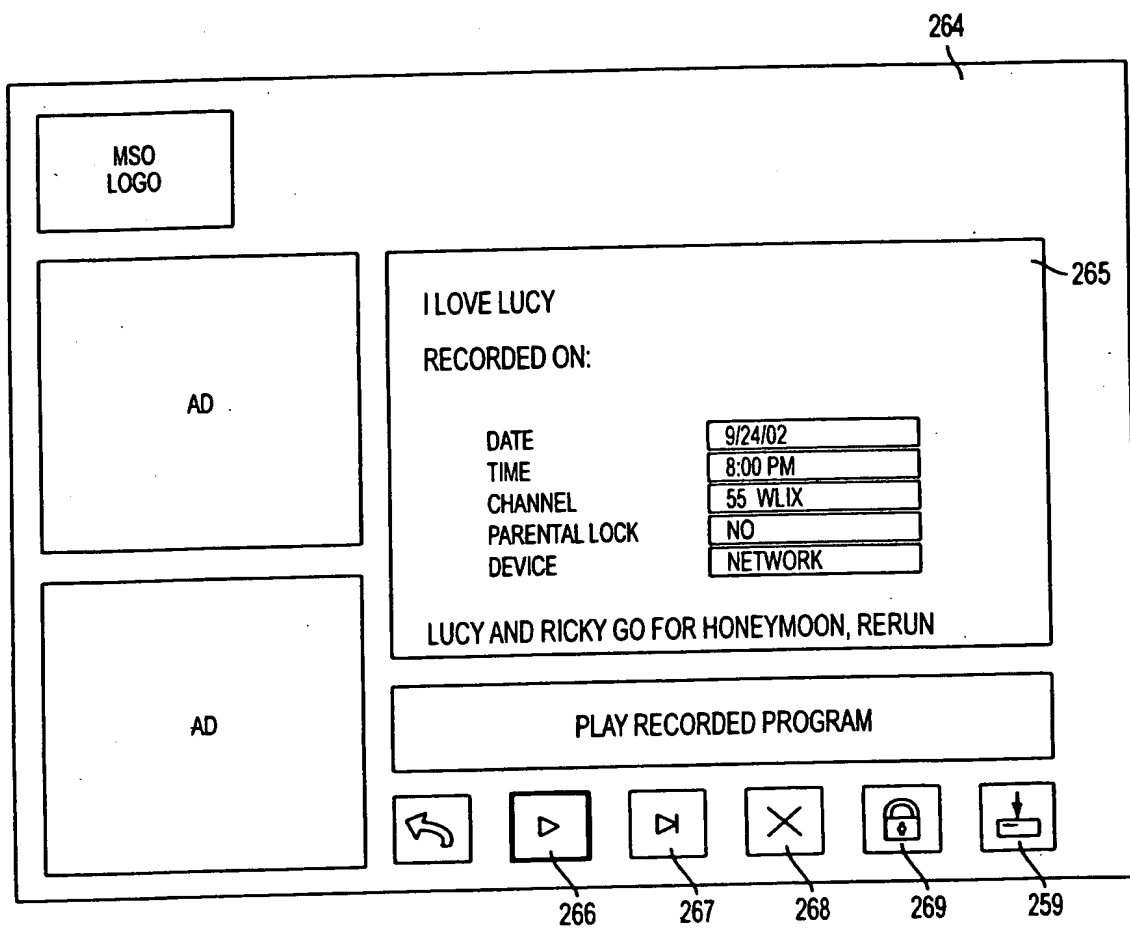 264
MSO
LOGO
AD
AD
265
I LOVE LUCY
RECORDED ON:
DATE 9/24/02
TIME 8:00 PM
CHANNEL 55 WLIX
PARENTAL LOCK NO
DEVICE NETWORK
LUCY AND RICKY GO FOR HONEYMOON, RERUN
PLAY RECORDED PROGRAM
266 267 268 269 259